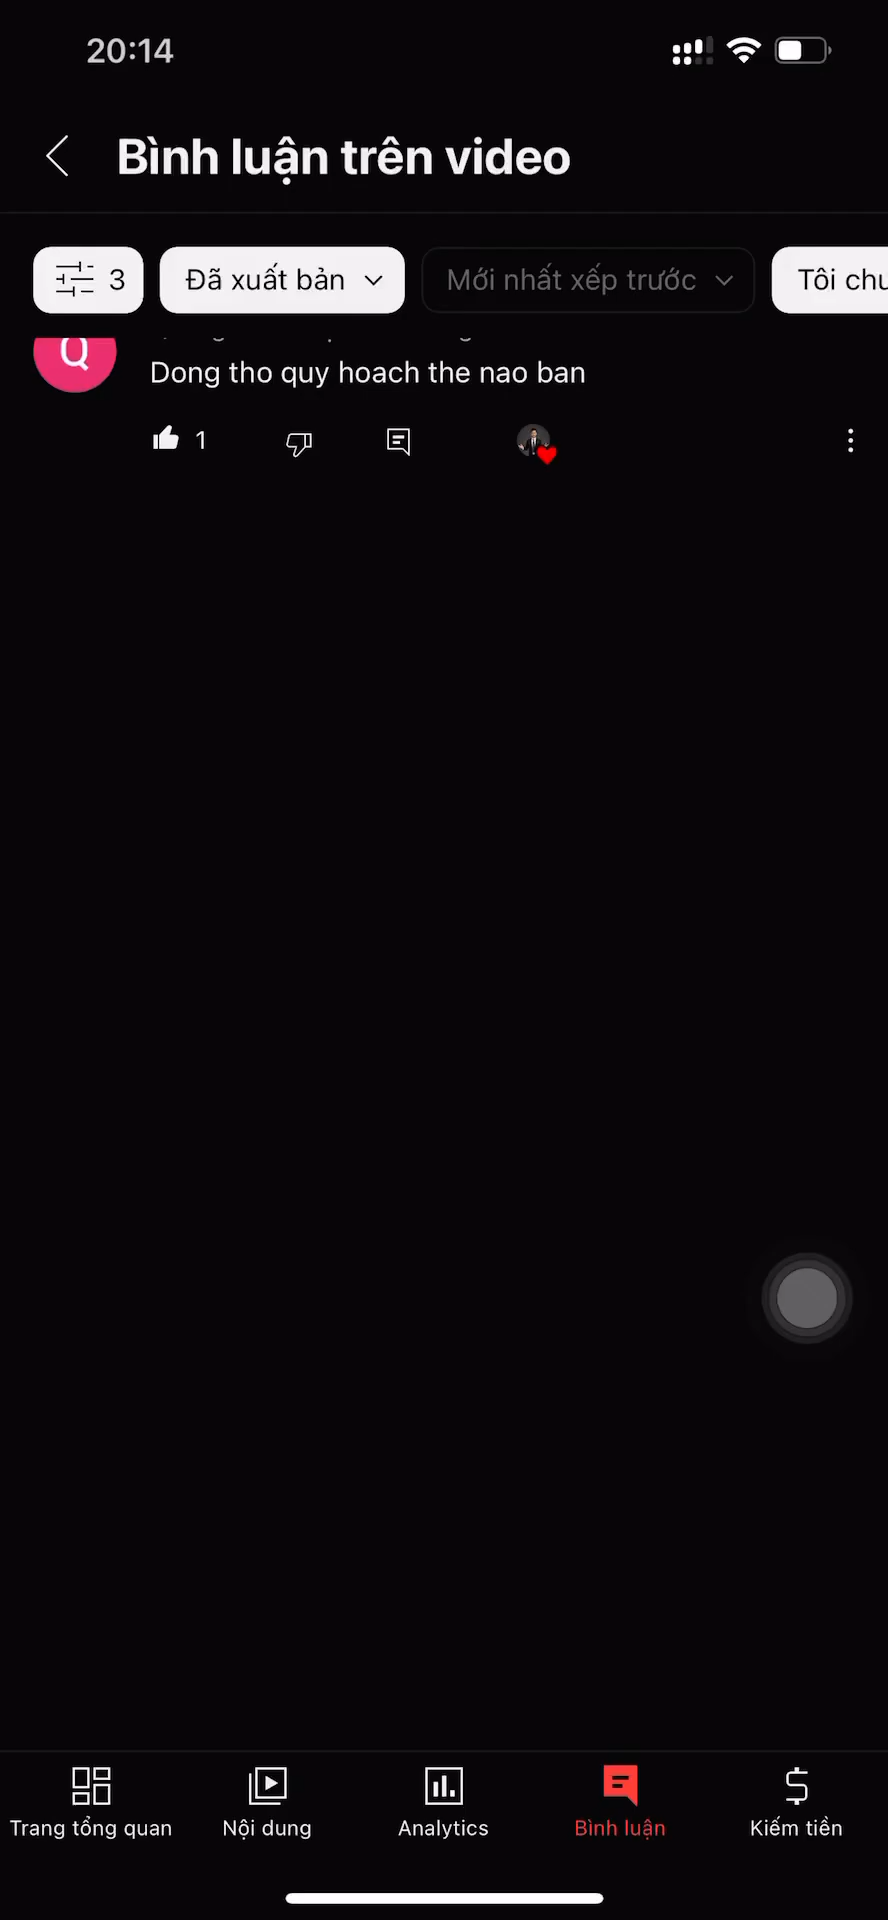 20:14
Bình luận trên video
3
Đã xuất bản
Mới nhất xếp trước
Tôi chu
Q
Dong tho quy hoach the nao ban
1
Trang tổng quan
Nội dung
Analytics
Bình luận
Kiếm tiền